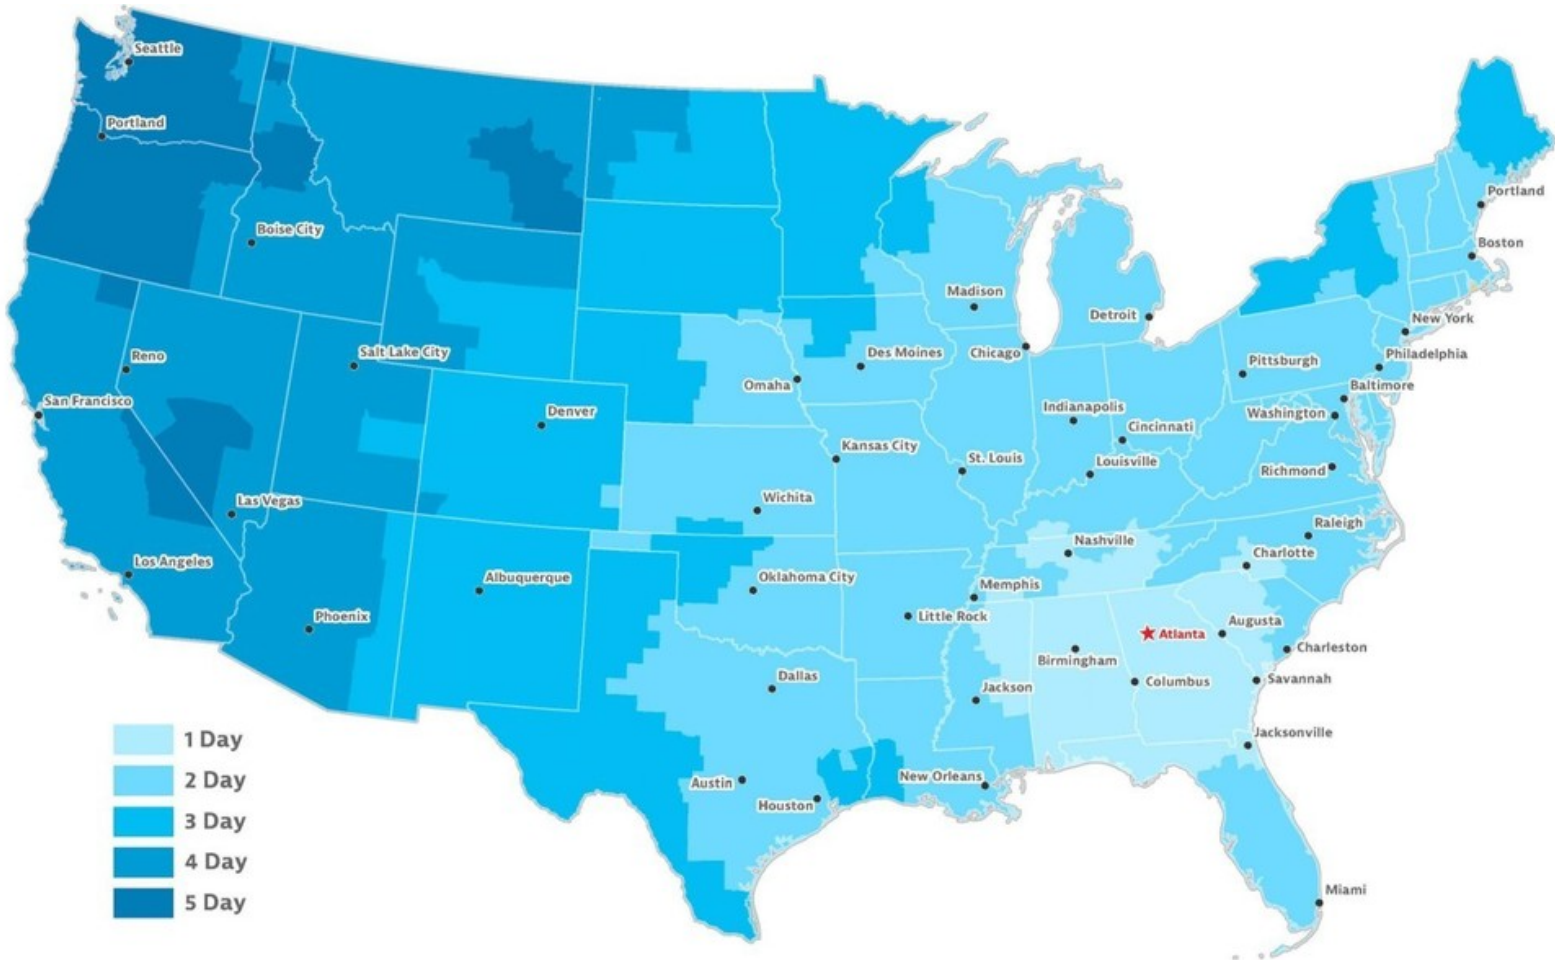 Seattle
Portland
Boise City
Portland
Boston
Madison
Detroit
New York
Reno
Salt Lake City
Des Moines
Chicago
Pittsburgh
Philadelphia
Omaha
Baltimore
San Francisco
Denver
Indianapolis
Washington
Cincinnati
Kansas City
St. Louis
Louisville
Richmond
Las Vegas
Wichita
Raleigh
Nashville
Charlotte
Los Angeles
Albuquerque
Oklahoma City
Memphis
Phoenix
Little Rock
Augusta
Atlanta
Charleston
Birmingham
Dallas
Jackson
Columbus
Savannah
Jacksonville
Austin
New Orleans
Houston
Miami
1 Day
2 Day
3 Day
4 Day
5 Day